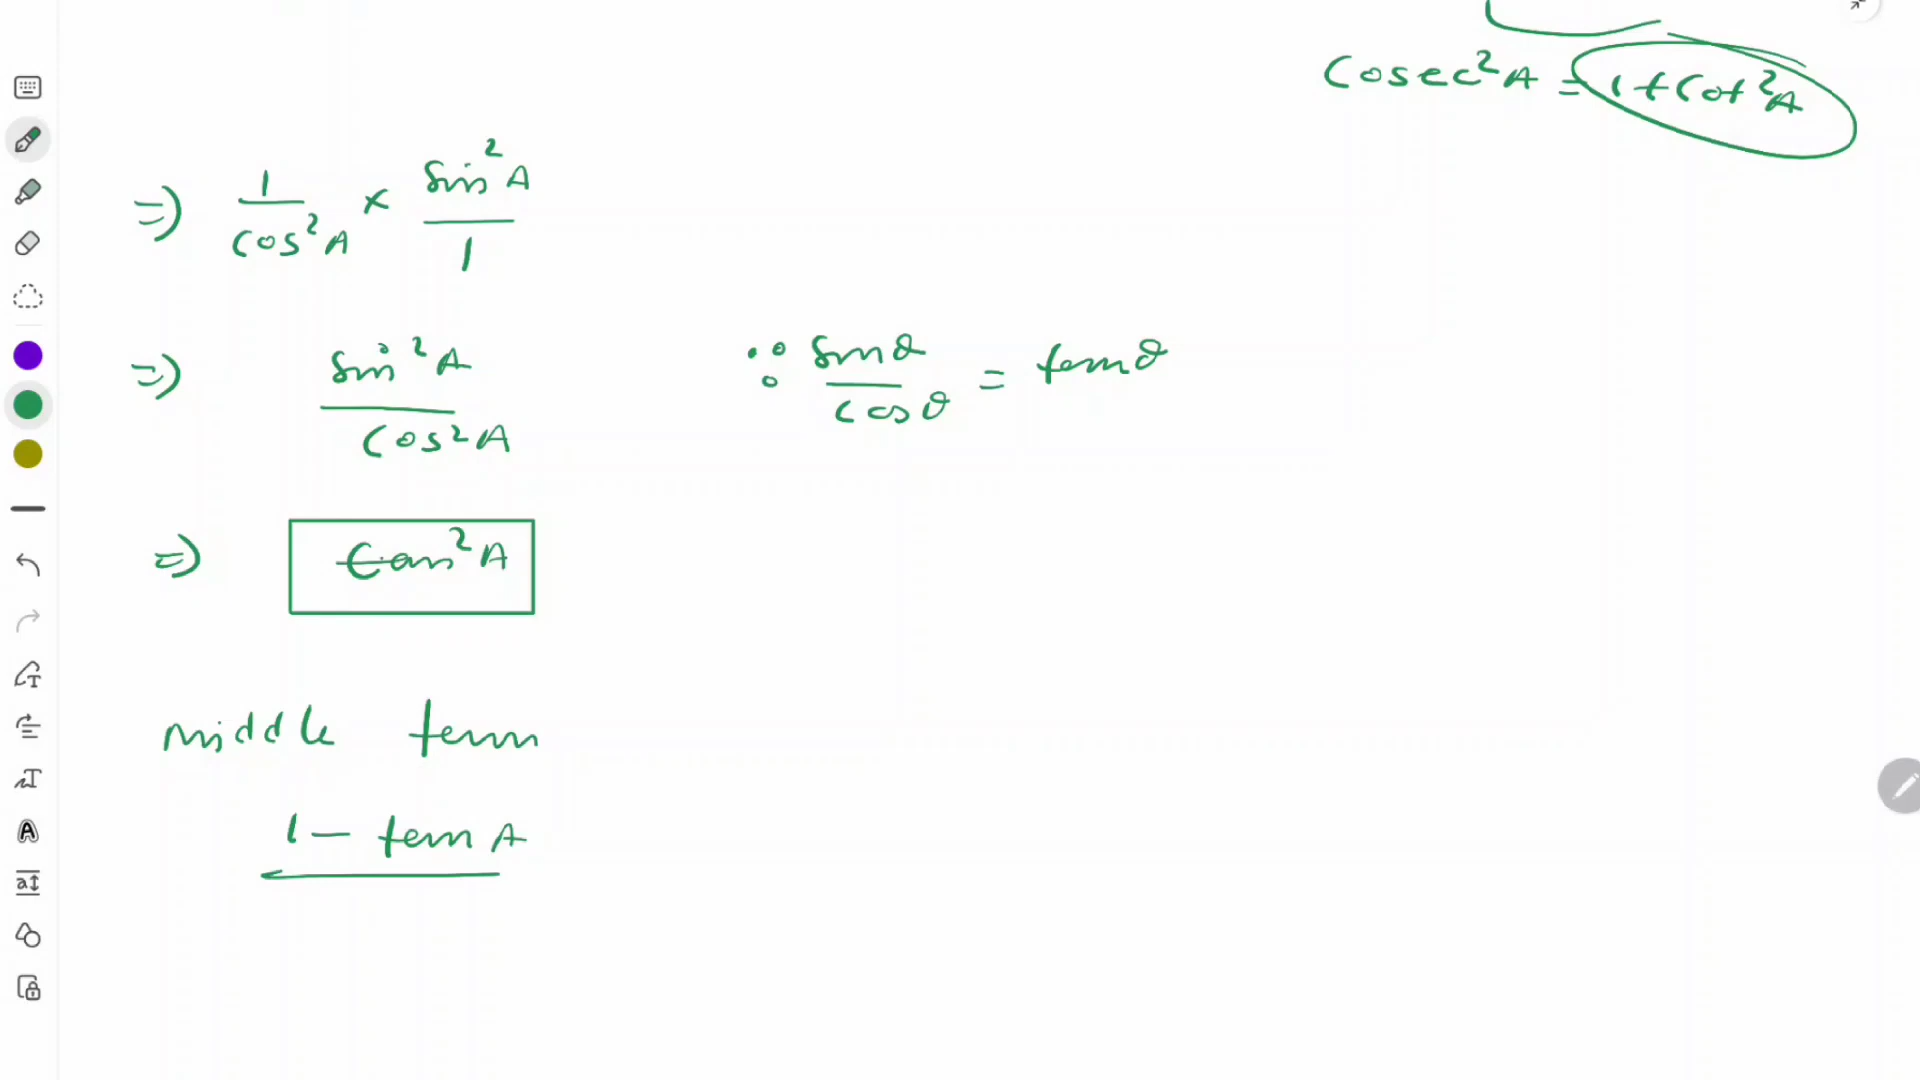 Cosec²A = 1+Cot²A
⇒ 1/cos²A × sin²A/1
⇒ sin²A/Cos²A ∵ sinθ/cosθ = tanθ
⇒ tan²A
middle term
1 − tan A